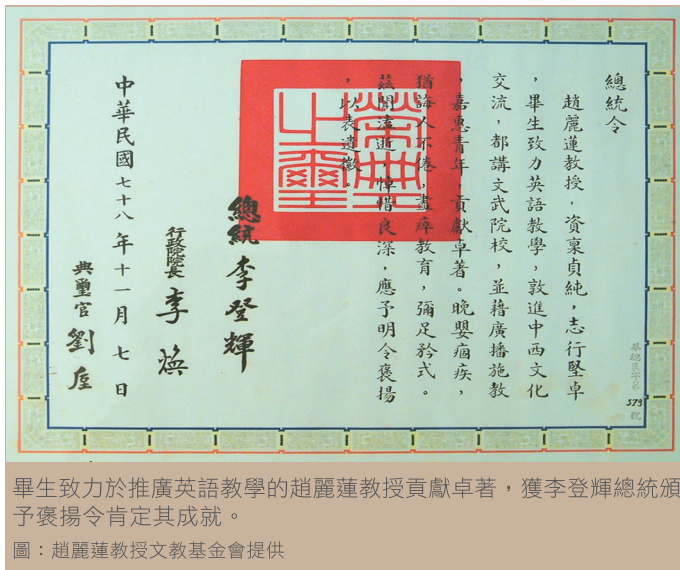 579 號
總統令
趙麗蓮教授，資稟貞純，志行堅卓
，畢生致力英語教學，敦進中西文化
交流，都講文武院校，並藉廣播施教
，嘉惠青年，貢獻卓著。晚嬰痼疾，
猶誨人不倦，盡瘁教育，彌足矜式。
茲聞溘逝，悼惜良深，應予明令褒揚
，以表遺徽。
榮典之璽
總統 李登輝
行政院院長 李煥
中華民國七十八年十一月七日
典璽官 劉垕
畢生致力於推廣英語教學的趙麗蓮教授貢獻卓著，獲李登輝總統頒
予褒揚令肯定其成就。
圖：趙麗蓮教授文教基金會提供